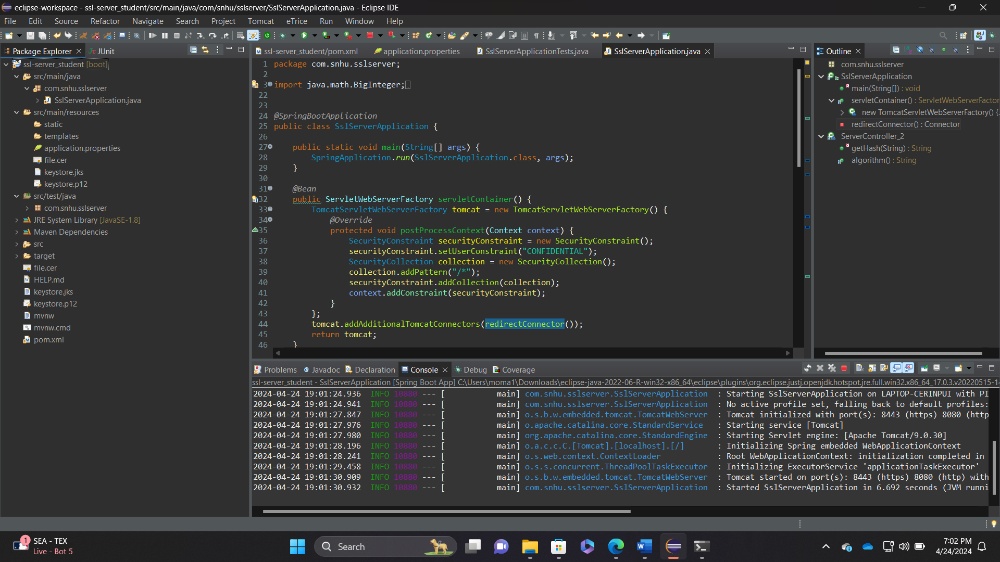 eclipse-workspace - ssl-server_student/src/main/java/com/snhu/sslserver/SslServerApplication.java - Eclipse IDE
File Edit Source Refactor Navigate Search Project Tomcat eTrice Run Window Help
Package Explorer
JUnit
ssl-server_student [boot]
src/main/java
com.snhu.sslserver
SslServerApplication.java
src/main/resources
static
templates
application.properties
file.cer
keystore.jks
keystore.p12
src/test/java
com.snhu.sslserver
JRE System Library [JavaSE-1.8]
Maven Dependencies
src
target
file.cer
HELP.md
keystore.jks
keystore.p12
mvnw
mvnw.cmd
pom.xml
ssl-server_student/pom.xml application.properties SslServerApplicationTests.java SslServerApplication.java
1 package com.snhu.sslserver;
2
3 import java.math.BigInteger;
22
23
24 @SpringBootApplication
25 public class SslServerApplication {
26
27 public static void main(String[] args) {
28 SpringApplication.run(SslServerApplication.class, args);
29 }
30
31 @Bean
32 public ServletWebServerFactory servletContainer() {
33 TomcatServletWebServerFactory tomcat = new TomcatServletWebServerFactory() {
34 @Override
35 protected void postProcessContext(Context context) {
36 SecurityConstraint securityConstraint = new SecurityConstraint();
37 securityConstraint.setUserConstraint("CONFIDENTIAL");
38 SecurityCollection collection = new SecurityCollection();
39 collection.addPattern("/*");
40 securityConstraint.addCollection(collection);
41 context.addConstraint(securityConstraint);
42 }
43 };
44 tomcat.addAdditionalTomcatConnectors(redirectConnector());
45 return tomcat;
46 }
Outline
com.snhu.sslserver
SslServerApplication
main(String[]) : void
servletContainer() : ServletWebServerFactor
new TomcatServletWebServerFactory() {.
redirectConnector() : Connector
ServerController_2
getHash(String) : String
algorithm() : String
Problems Javadoc Declaration Console Debug Coverage
ssl-server_student - SslServerApplication [Spring Boot App] C:\Users\moma1\Downloads\eclipse-java-2022-06-R-win32-x86_64\eclipse\plugins\org.eclipse.justj.openjdk.hotspot.jre.full.win32.x86_64_17.0.3.v20220515-14
2024-04-24 19:01:24.936 INFO 10880 --- [ main] com.snhu.sslserver.SslServerApplication : Starting SslServerApplication on LAPTOP-CERINPUI with PI
2024-04-24 19:01:24.941 INFO 10880 --- [ main] com.snhu.sslserver.SslServerApplication : No active profile set, falling back to default profiles:
2024-04-24 19:01:27.847 INFO 10880 --- [ main] o.s.b.w.embedded.tomcat.TomcatWebServer : Tomcat initialized with port(s): 8443 (https) 8080 (http
2024-04-24 19:01:27.976 INFO 10880 --- [ main] o.apache.catalina.core.StandardService : Starting service [Tomcat]
2024-04-24 19:01:27.980 INFO 10880 --- [ main] org.apache.catalina.core.StandardEngine : Starting Servlet engine: [Apache Tomcat/9.0.30]
2024-04-24 19:01:28.196 INFO 10880 --- [ main] o.a.c.c.C.[Tomcat].[localhost].[/] : Initializing Spring embedded WebApplicationContext
2024-04-24 19:01:28.241 INFO 10880 --- [ main] o.s.web.context.ContextLoader : Root WebApplicationContext: initialization completed in
2024-04-24 19:01:29.458 INFO 10880 --- [ main] o.s.s.concurrent.ThreadPoolTaskExecutor : Initializing ExecutorService 'applicationTaskExecutor'
2024-04-24 19:01:30.909 INFO 10880 --- [ main] o.s.b.w.embedded.tomcat.TomcatWebServer : Tomcat started on port(s): 8443 (https) 8080 (http) with
2024-04-24 19:01:30.932 INFO 10880 --- [ main] com.snhu.sslserver.SslServerApplication : Started SslServerApplication in 6.692 seconds (JVM runni
1
SEA - TEX
Live - Bot 5
Search
7:02 PM
4/24/2024